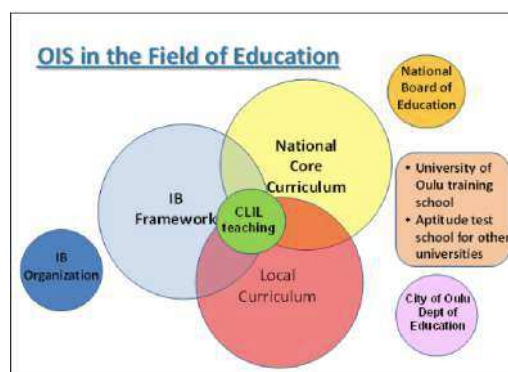 OIS in the Field of Education
National
Board of
Education
National
Core
Curriculum
IB
Framework
CLIL
teaching
• University of
Oulu training
school
• Aptitude test
school for other
universities
IB
Organization
Local
Curriculum
City of Oulu
Dept of
Education